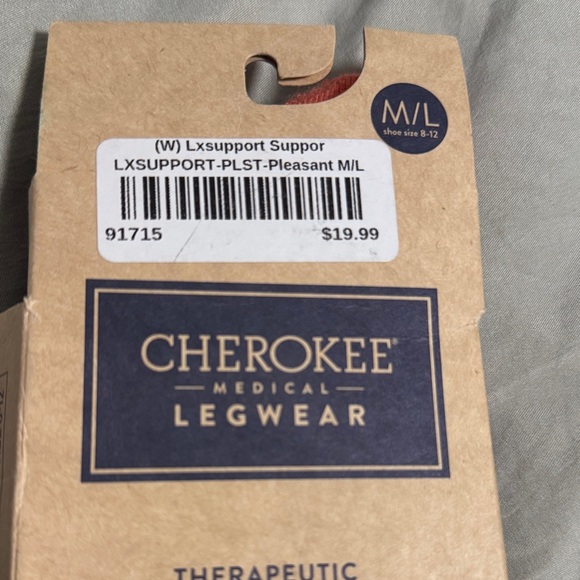 M/L
shoe size 8-12
(W) Lxsupport Suppor
LXSUPPORT-PLST-Pleasant M/L
91715 $19.99
CHEROKEE®
MEDICAL
LEGWEAR
THERAPEUTIC